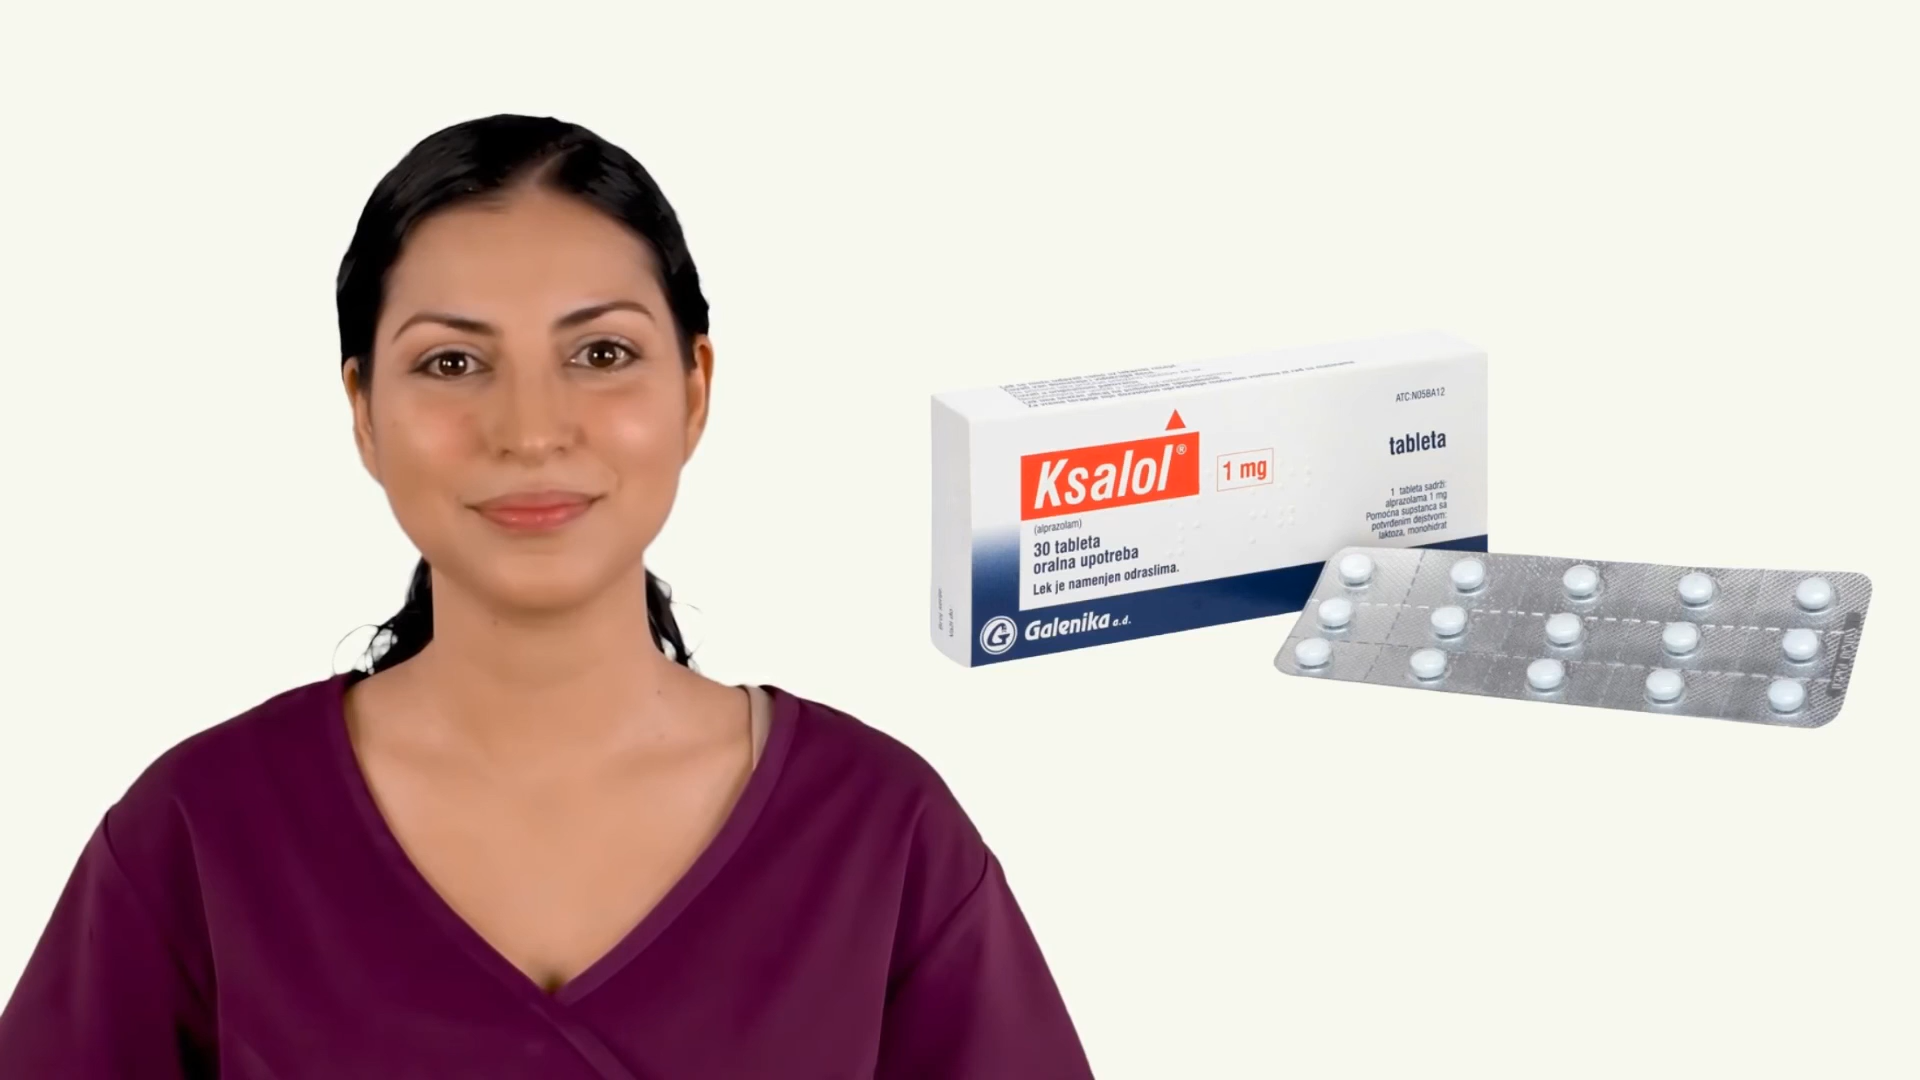 ATC:N05BA12
Ksalol®
1 mg
tableta
(alprazolam)
30 tableta
oralna upotreba
Lek je namenjen odraslima.
1 tableta sadrži:
alprazolama 1 mg
Pomoćna supstanca sa
potvrđenim dejstvom:
laktoza, monohidrat
Galenika a.d.